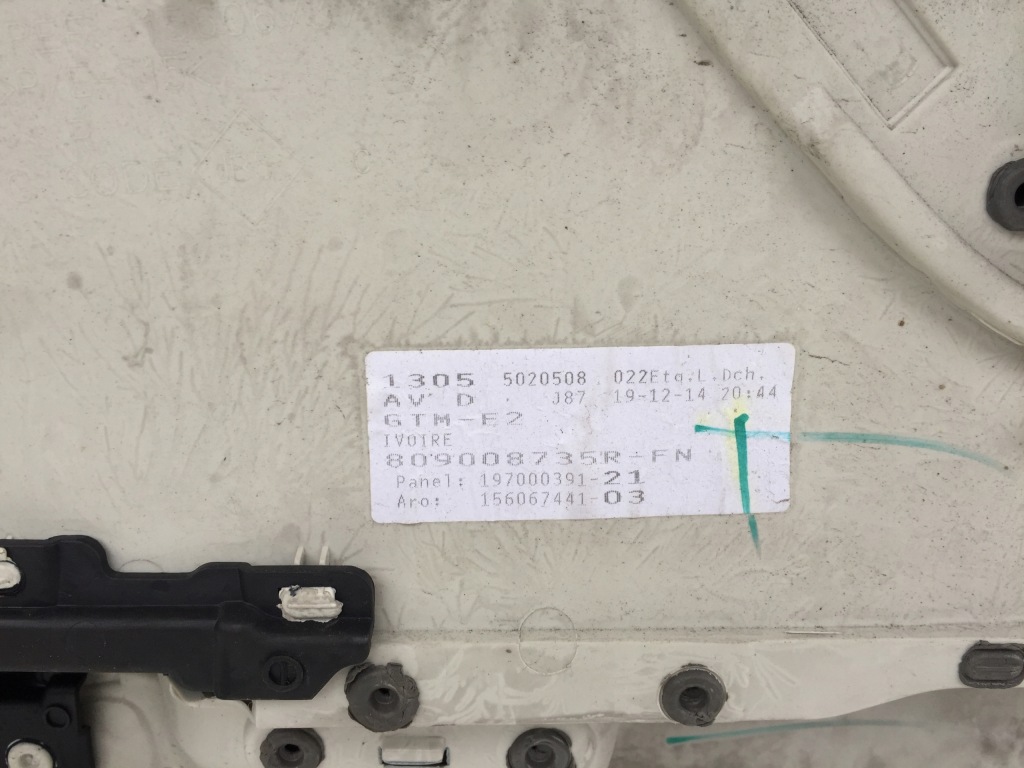 1305 5020508 022Etq.L.Dch.
AV D J87 19-12-14 20:44
GTM-E2
IVOIRE
809008735R-FN
Panel: 197000391-21
Aro: 156067441-03